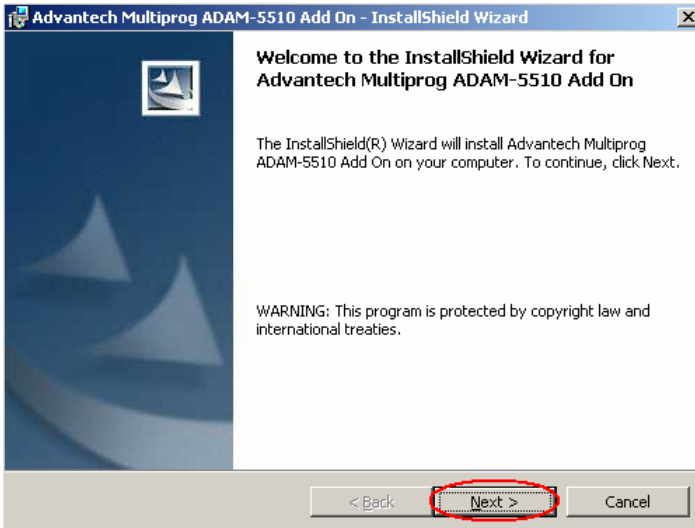 Advantech Multiprog ADAM-5510 Add On - InstallShield Wizard
Welcome to the InstallShield Wizard for
Advantech Multiprog ADAM-5510 Add On
The InstallShield(R) Wizard will install Advantech Multiprog
ADAM-5510 Add On on your computer. To continue, click Next.
WARNING: This program is protected by copyright law and
international treaties.
< Back Next > Cancel